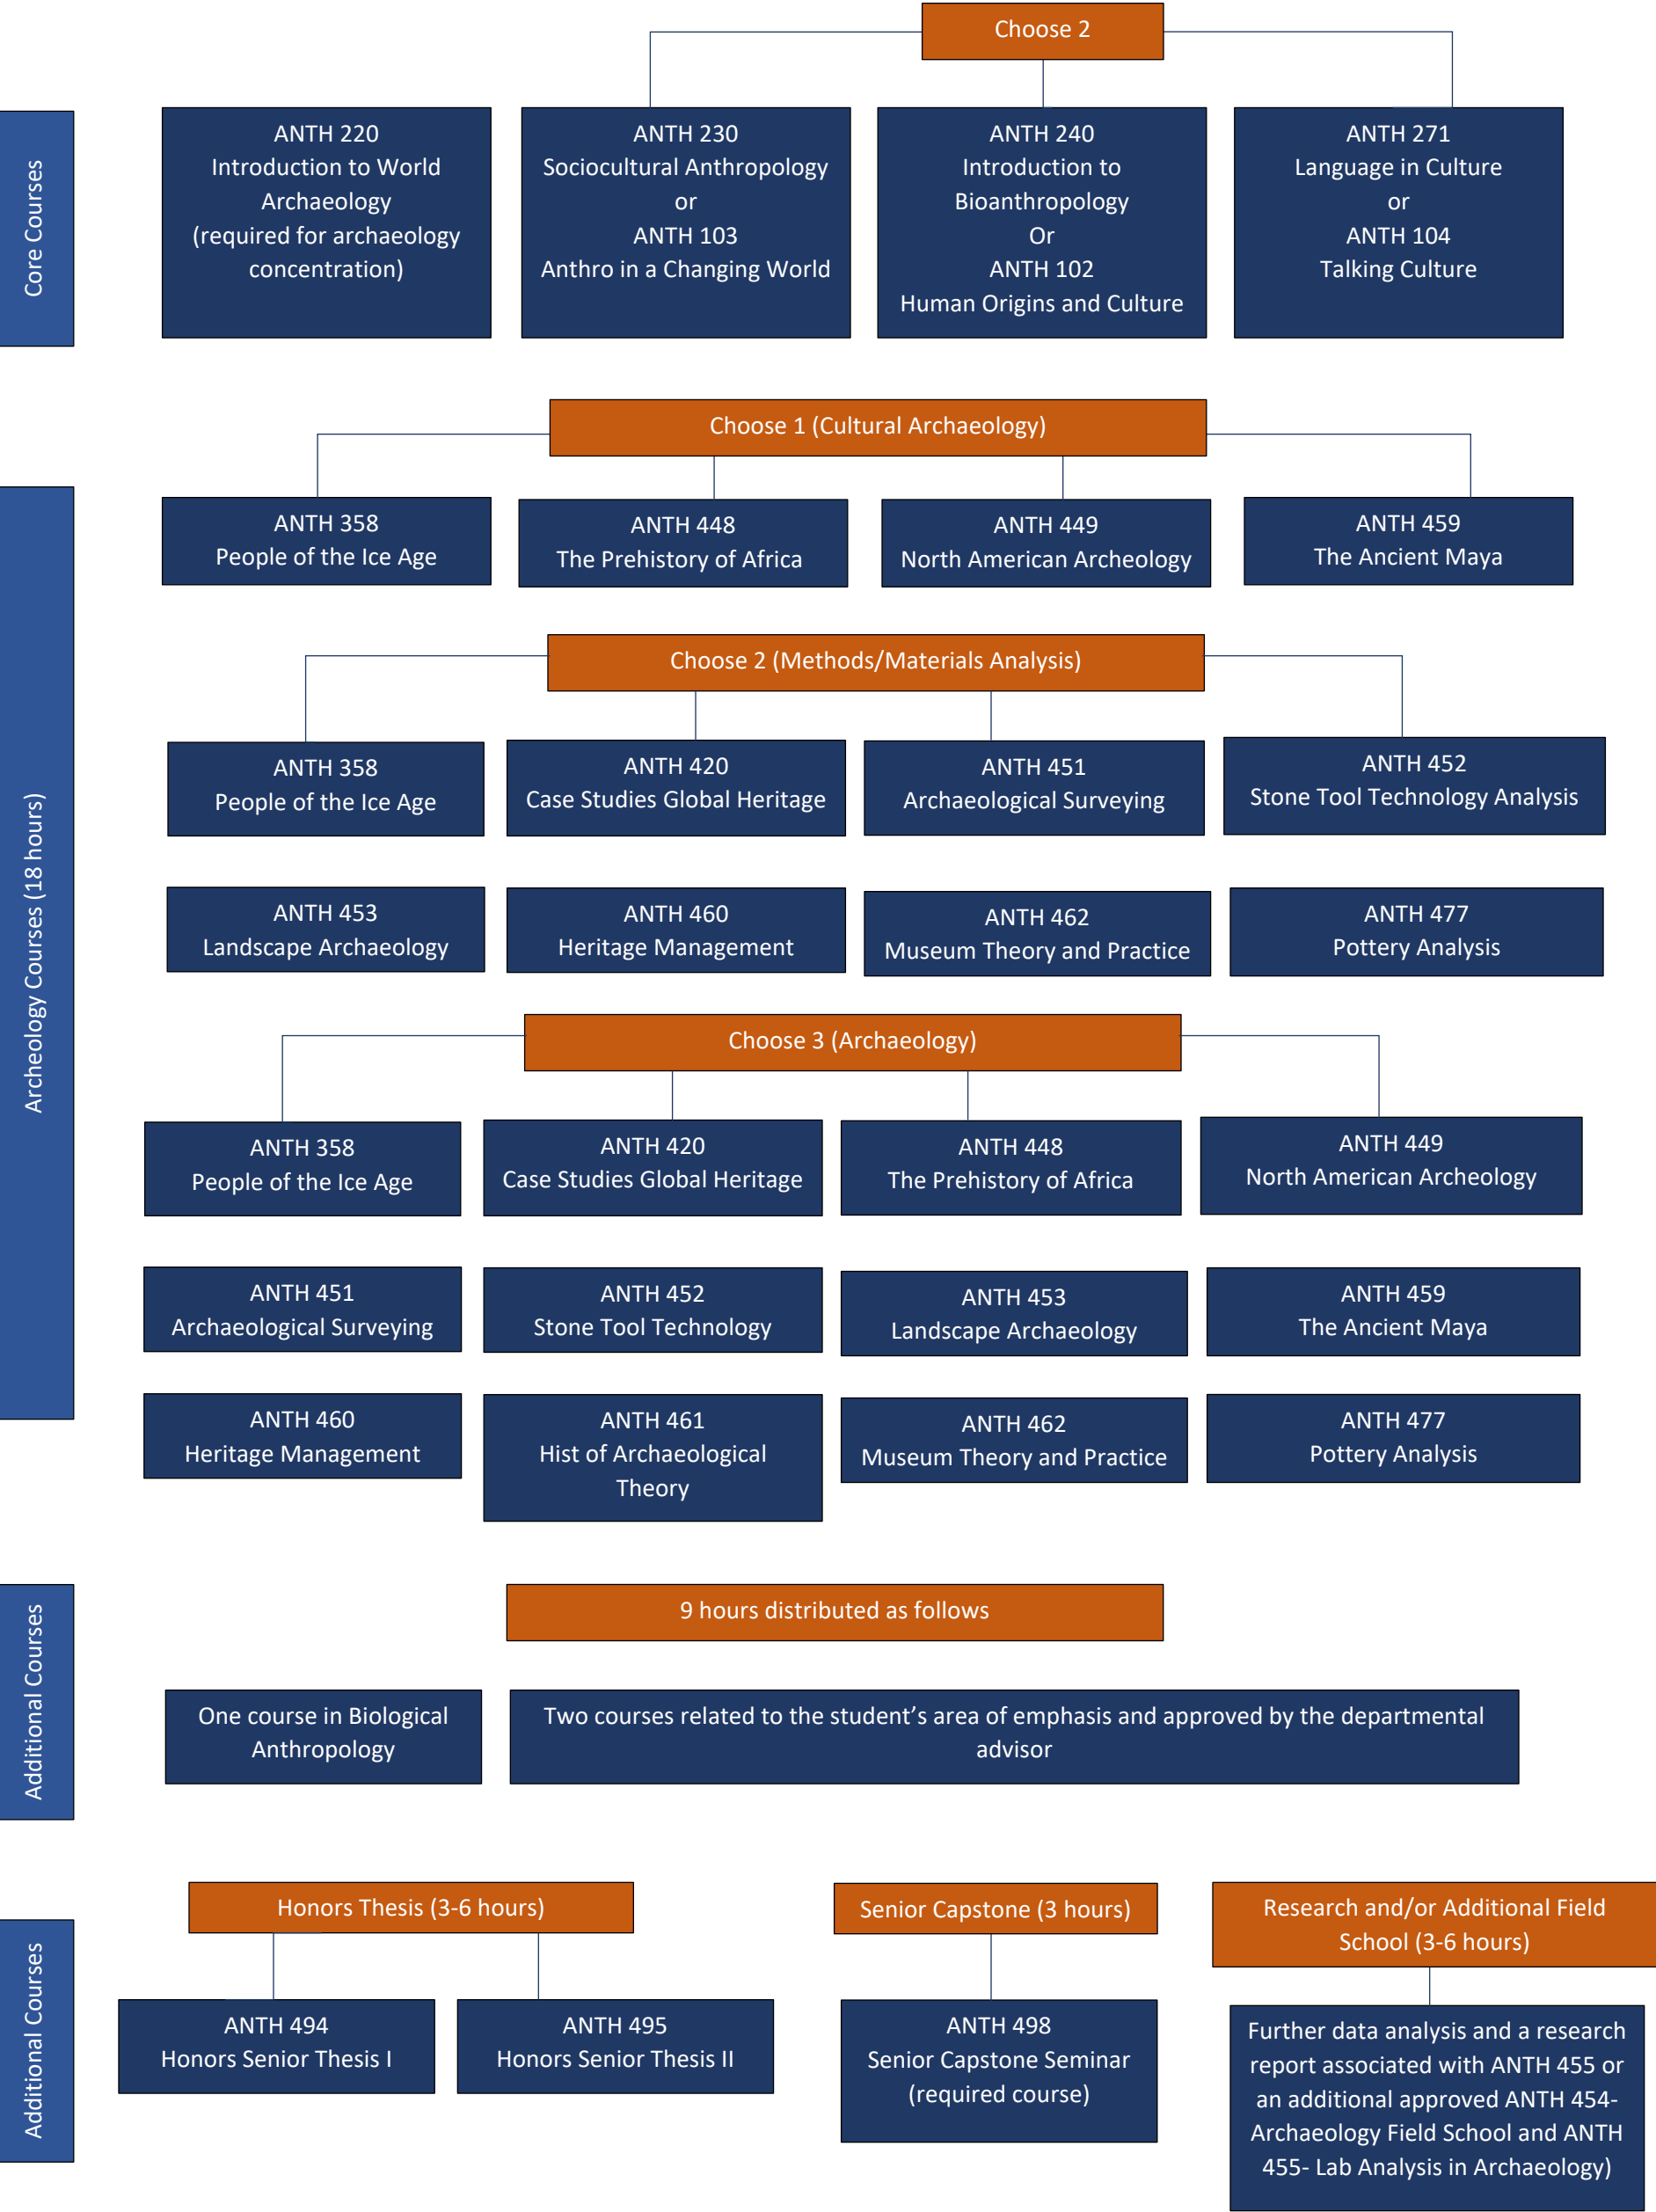 Choose 2
Core Courses
ANTH 220
Introduction to World
Archaeology
(required for archaeology
concentration)
ANTH 230
Sociocultural Anthropology
or
ANTH 103
Anthro in a Changing World
ANTH 240
Introduction to
Bioanthropology
Or
ANTH 102
Human Origins and Culture
ANTH 271
Language in Culture
or
ANTH 104
Talking Culture
Archeology Courses (18 hours)
Choose 1 (Cultural Archaeology)
ANTH 358
People of the Ice Age
ANTH 448
The Prehistory of Africa
ANTH 449
North American Archeology
ANTH 459
The Ancient Maya
Choose 2 (Methods/Materials Analysis)
ANTH 358
People of the Ice Age
ANTH 420
Case Studies Global Heritage
ANTH 451
Archaeological Surveying
ANTH 452
Stone Tool Technology Analysis
ANTH 453
Landscape Archaeology
ANTH 460
Heritage Management
ANTH 462
Museum Theory and Practice
ANTH 477
Pottery Analysis
Choose 3 (Archaeology)
ANTH 358
People of the Ice Age
ANTH 420
Case Studies Global Heritage
ANTH 448
The Prehistory of Africa
ANTH 449
North American Archeology
ANTH 451
Archaeological Surveying
ANTH 452
Stone Tool Technology
ANTH 453
Landscape Archaeology
ANTH 459
The Ancient Maya
ANTH 460
Heritage Management
ANTH 461
Hist of Archaeological
Theory
ANTH 462
Museum Theory and Practice
ANTH 477
Pottery Analysis
Additional Courses
9 hours distributed as follows
One course in Biological
Anthropology
Two courses related to the student’s area of emphasis and approved by the departmental
advisor
Additional Courses
Honors Thesis (3-6 hours)
ANTH 494
Honors Senior Thesis I
ANTH 495
Honors Senior Thesis II
Senior Capstone (3 hours)
ANTH 498
Senior Capstone Seminar
(required course)
Research and/or Additional Field
School (3-6 hours)
Further data analysis and a research
report associated with ANTH 455 or
an additional approved ANTH 454-
Archaeology Field School and ANTH
455- Lab Analysis in Archaeology)